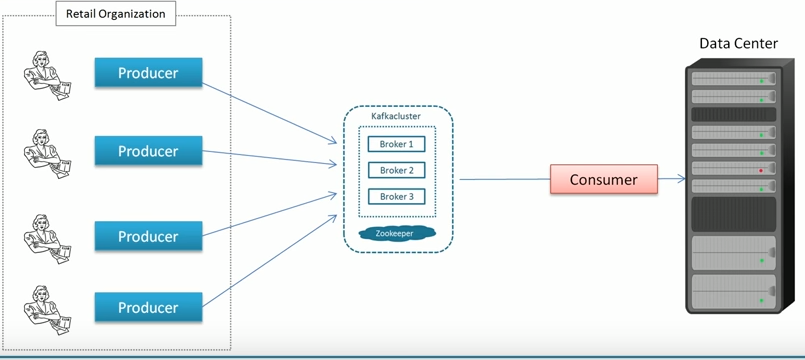 Retail Organization
Data Center
Producer
Producer
Producer
Producer
Kafkacluster
Broker 1
Broker 2
Broker 3
Zookeeper
Consumer